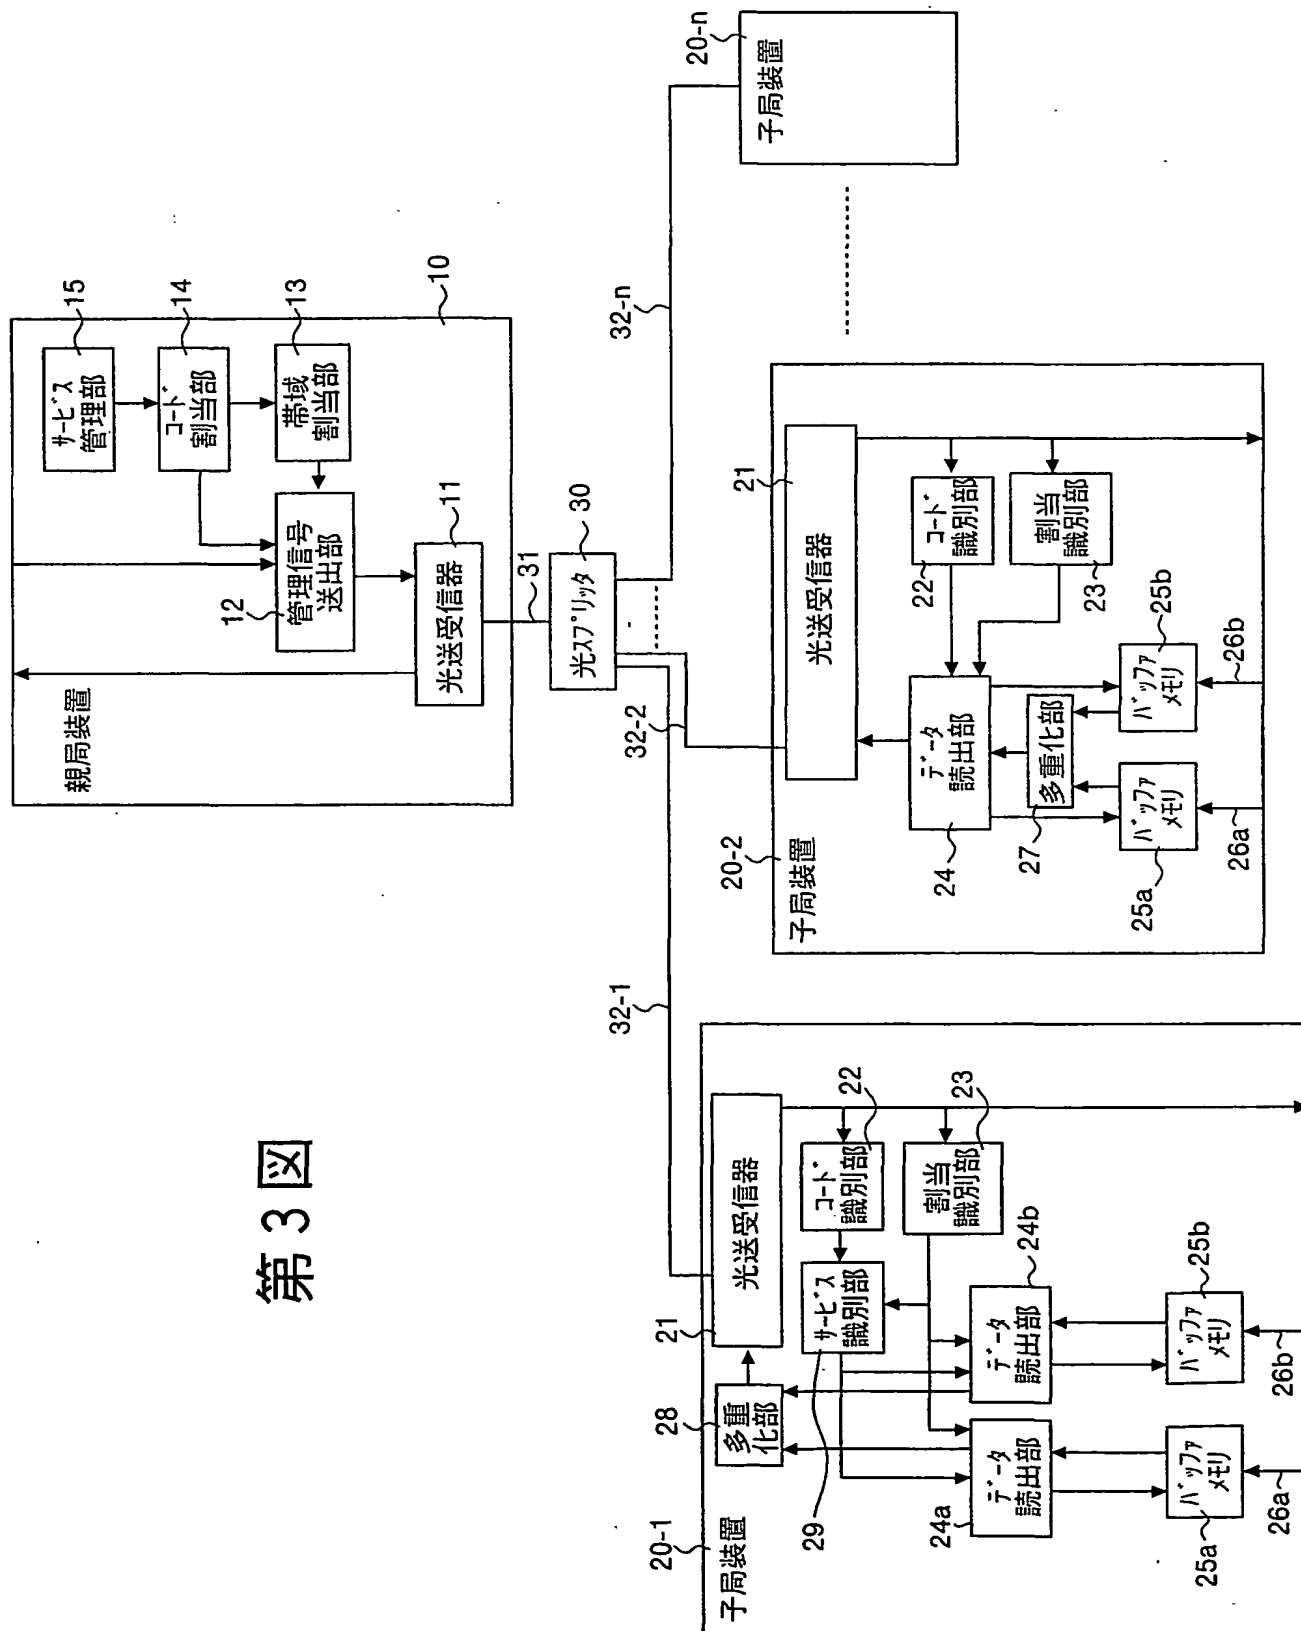 第3図
親局装置
10
サービス
管理部
15
コード
割当部
14
帯域
割当部
13
管理信号
送出部
12
光送受信器
11
31
光スプリッタ
30
32-1
32-2
32-n
20-1
子局装置
光送受信器
21
多重
化部
28
コード
識別部
22
割当
識別部
23
サービス
識別部
29
データ
読出部
24a
データ
読出部
24b
バッファ
メモリ
25a
バッファ
メモリ
25b
26a
26b
20-2
子局装置
光送受信器
21
コード
識別部
22
割当
識別部
23
データ
読出部
24
多重化部
27
バッファ
メモリ
25a
バッファ
メモリ
25b
26a
26b
子局装置
20-n